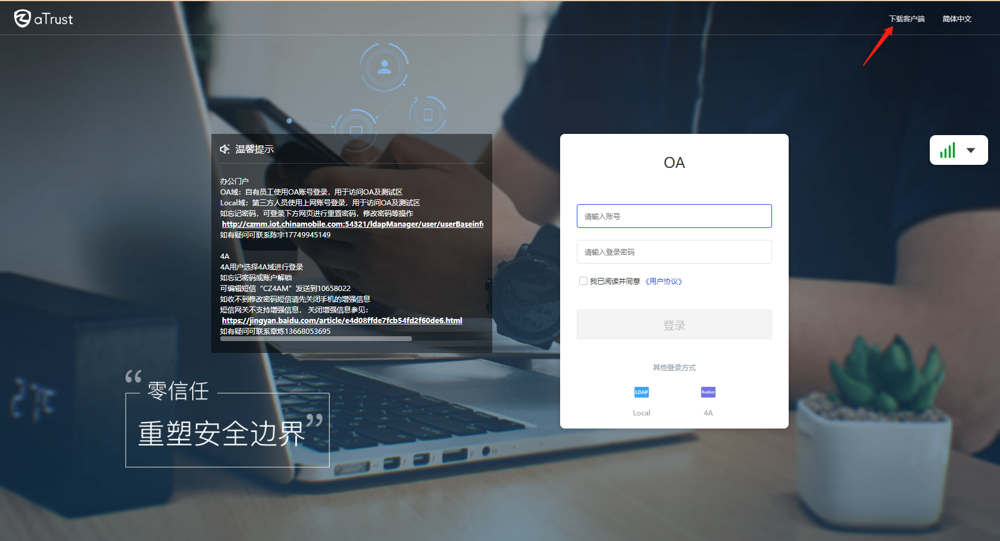 aTrust
下载客户端
简体中文
温馨提示
办公门户
OA域：自有员工使用OA账号登录，用于访问OA及测试区
Local域：第三方人员使用上网账号登录，用于访问OA及测试区
如忘记密码，可登录下方网页进行重置密码，修改密码等操作
http://czmm.iot.chinamobile.com:54321/ldapManager/user/userBaseinf
如有疑问可联系陈宇17749945149
4A
4A用户选择4A域进行登录
如忘记密码或账户解锁
可编辑短信“CZ4AM”发送到10658022
如收不到修改密码短信请先关闭手机的增强信息
短信网关不支持增强信息， 关闭增强信息参见：
https://jingyan.baidu.com/article/e4d08ffde7fcb54fd2f60de6.html
如有疑问可联系章炼13668053695
“零信任
重塑安全边界”
OA
请输入账号
请输入登录密码
我已阅读并同意《用户协议》
登录
其他登录方式
LDAP
Radius
Local
4A